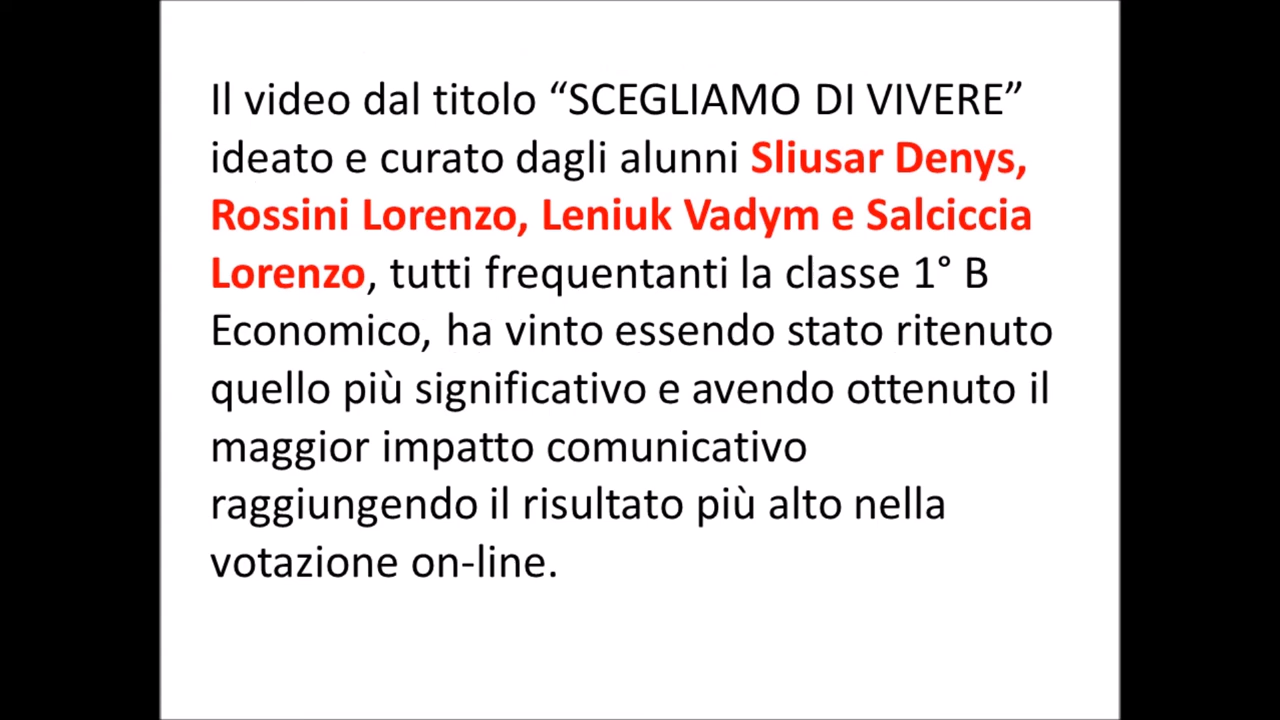 Il video dal titolo “SCEGLIAMO DI VIVERE”
ideato e curato dagli alunni Sliusar Denys,
Rossini Lorenzo, Leniuk Vadym e Salciccia
Lorenzo, tutti frequentanti la classe 1° B
Economico, ha vinto essendo stato ritenuto
quello più significativo e avendo ottenuto il
maggior impatto comunicativo
raggiungendo il risultato più alto nella
votazione on-line.